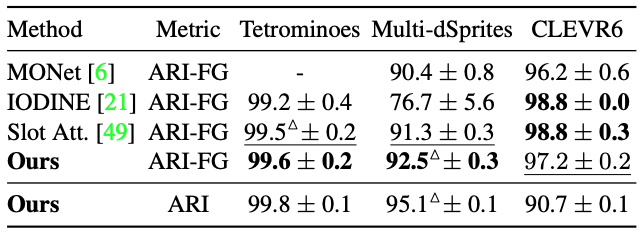 Method Metric Tetrominoes Multi-dSprites CLEVR6
MONet [6] ARI-FG - 90.4 ± 0.8 96.2 ± 0.6
IODINE [21] ARI-FG 99.2 ± 0.4 76.7 ± 5.6 98.8 ± 0.0
Slot Att. [49] ARI-FG 99.5△ ± 0.2 91.3 ± 0.3 98.8 ± 0.3
Ours ARI-FG 99.6 ± 0.2 92.5△ ± 0.3 97.2 ± 0.2
Ours ARI 99.8 ± 0.1 95.1△ ± 0.1 90.7 ± 0.1